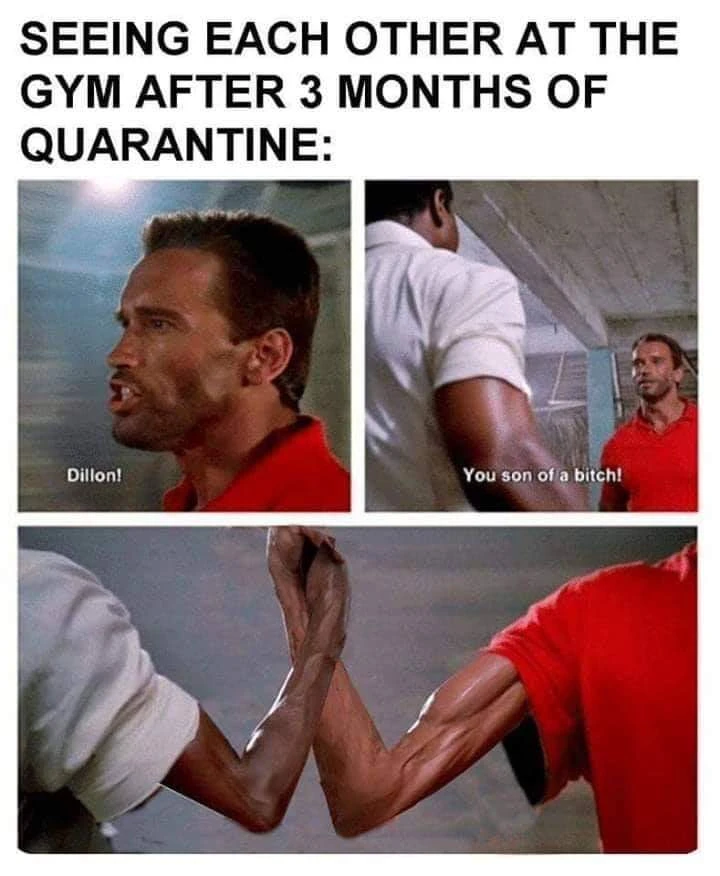 SEEING EACH OTHER AT THE
GYM AFTER 3 MONTHS OF
QUARANTINE:
Dillon!
You son of a bitch!